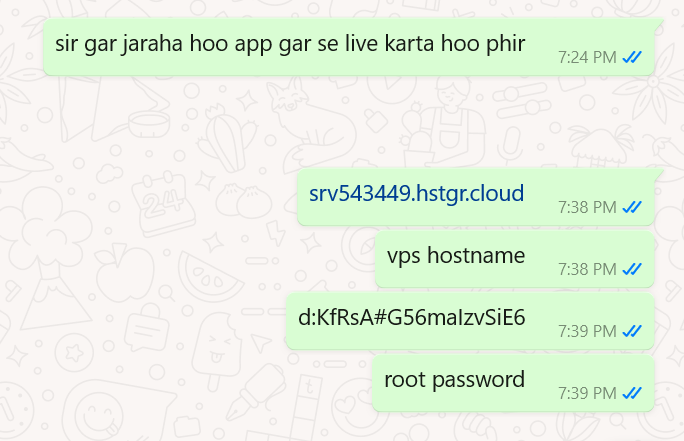 sir gar jaraha hoo app gar se live karta hoo phir
7:24 PM
24
srv543449.hstgr.cloud
7:38 PM
vps hostname
7:38 PM
d:KfRsA#G56maIzvSiE6
7:39 PM
root password
7:39 PM